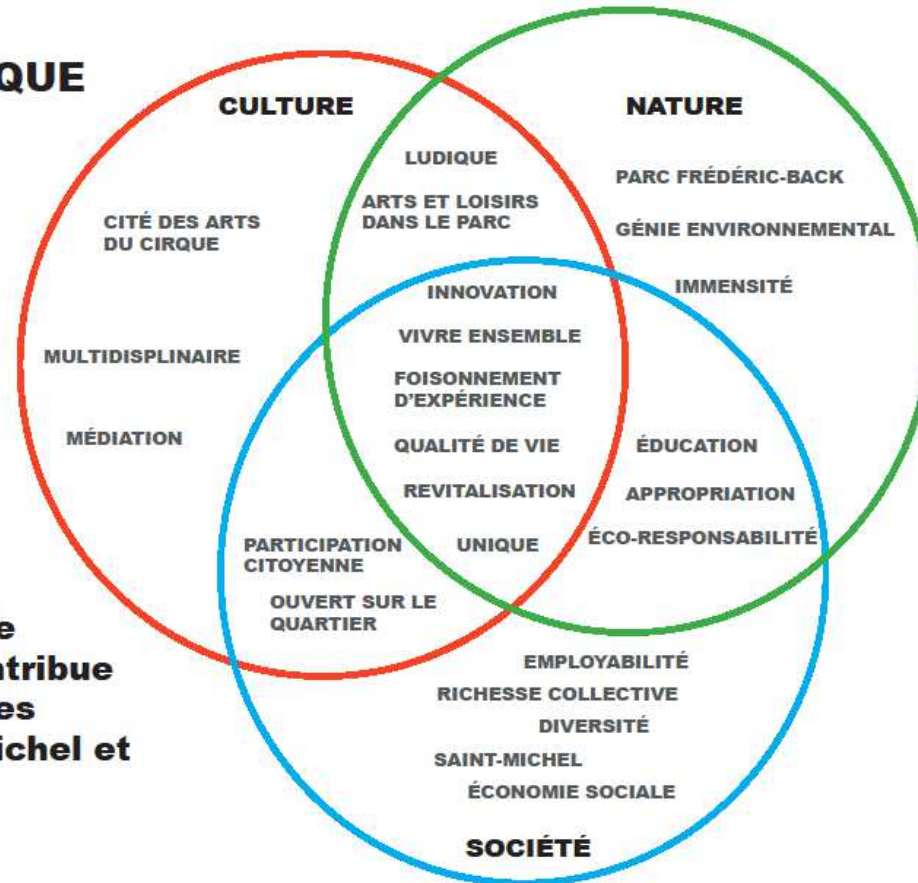 QUE
CULTURE
NATURE
LUDIQUE
ARTS ET LOISIRS
DANS LE PARC
PARC FRÉDÉRIC-BACK
CITÉ DES ARTS
DU CIRQUE
GÉNIE ENVIRONNEMENTAL
IMMENSITÉ
INNOVATION
VIVRE ENSEMBLE
MULTIDISPLINAIRE
FOISONNEMENT
D'EXPÉRIENCE
MÉDIATION
QUALITÉ DE VIE
ÉDUCATION
REVITALISATION
APPROPRIATION
PARTICIPATION
CITOYENNE
UNIQUE
ÉCO-RESPONSABILITÉ
OUVERT SUR LE
QUARTIER
e
ntribue
es
ichel et
EMPLOYABILITÉ
RICHESSE COLLECTIVE
DIVERSITÉ
SAINT-MICHEL
ÉCONOMIE SOCIALE
SOCIÉTÉ